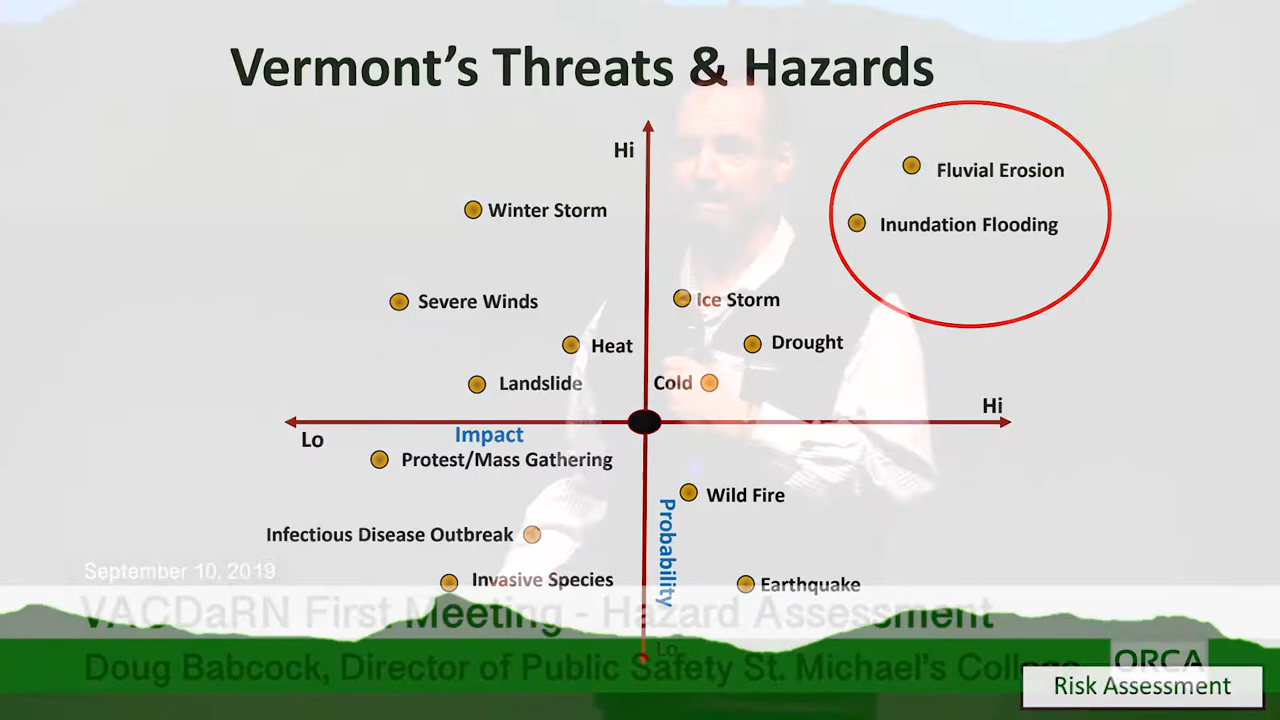 Vermont's Threats & Hazards
Hi
Fluvial Erosion
Winter Storm
Inundation Flooding
Severe Winds
Ice Storm
Heat
Drought
Landslide
Cold
Hi
Lo
Impact
Protest/Mass Gathering
Wild Fire
Probability
Infectious Disease Outbreak
September 10, 2019
Invasive Species
Earthquake
VACDaRN First Meeting - Hazard Assessment
Lo
Doug Babcock, Director of Public Safety St. Michael's College
ORCA
Risk Assessment